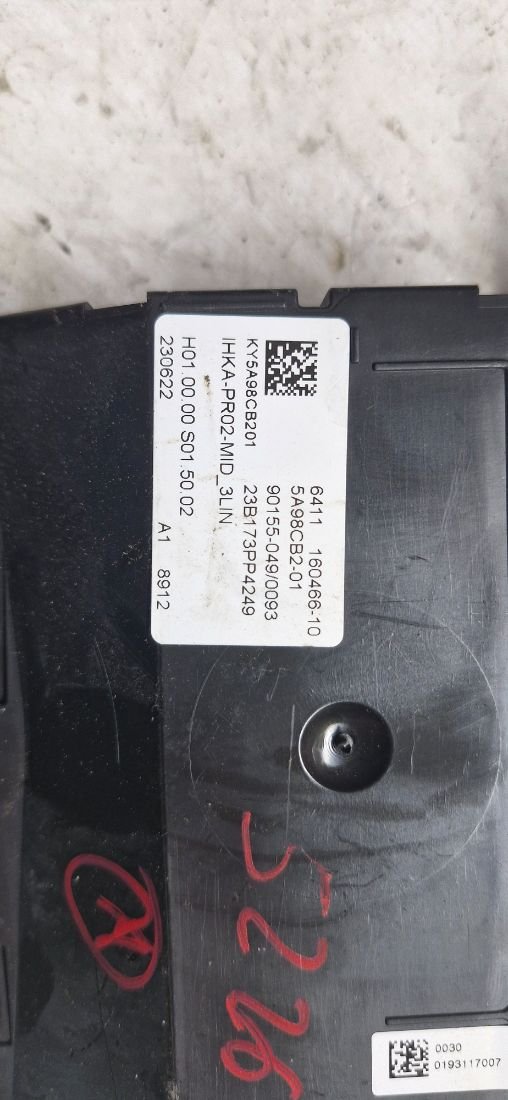 6411 160466-10
5A98CB2-01
90155-049/0093
KY5A98CB201 23B173PP4249
IHKA-PR02-MID_3LIN
H01.00.00 S01.50.02
230622 A1 8912
5226
0030
0193117007